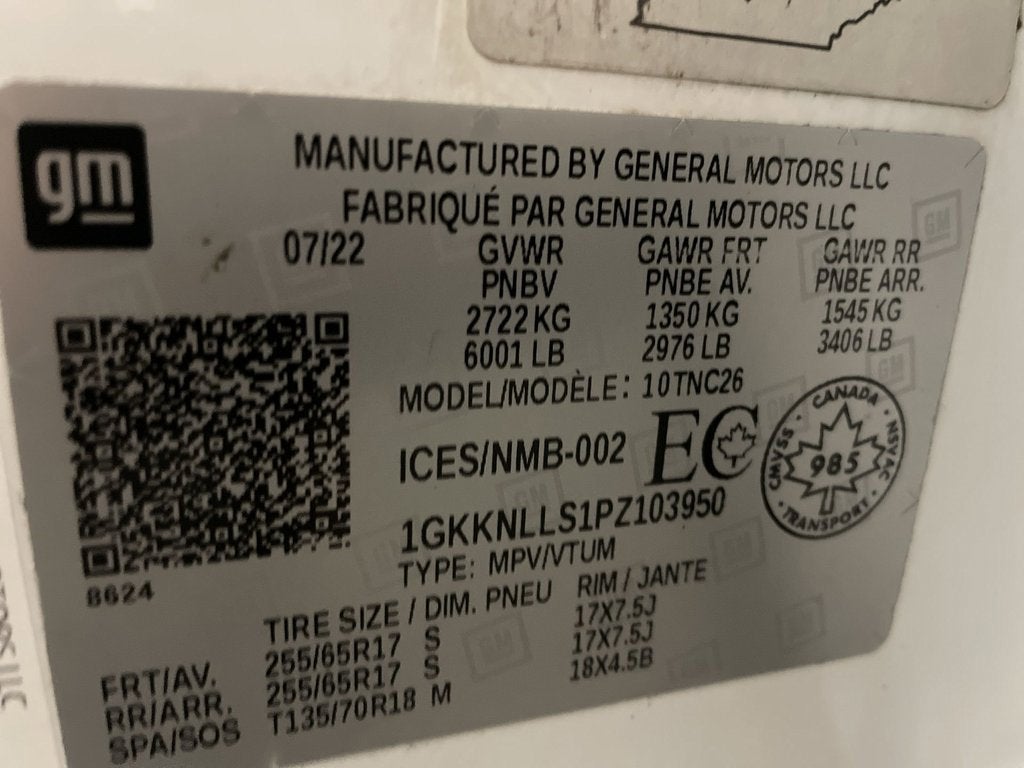 gm
MANUFACTURED BY GENERAL MOTORS LLC
FABRIQUÉ PAR GENERAL MOTORS LLC
07/22 GVWR GAWR FRT GAWR RR
PNBV PNBE AV. PNBE ARR.
2722 KG 1350 KG 1545 KG
6001 LB 2976 LB 3406 LB
MODEL/MODÈLE: 10TNC26
ICES/NMB-002 EC
CANADA
CMVSS NSVAC
985
TRANSPORT
1GKKNLLS1PZ103950
TYPE: MPV/VTUM
8624
TIRE SIZE / DIM. PNEU RIM / JANTE
FRT/AV. 255/65R17 S 17X7.5J
RR/ARR. 255/65R17 S 17X7.5J
SPA/SOS T135/70R18 M 18X4.5B